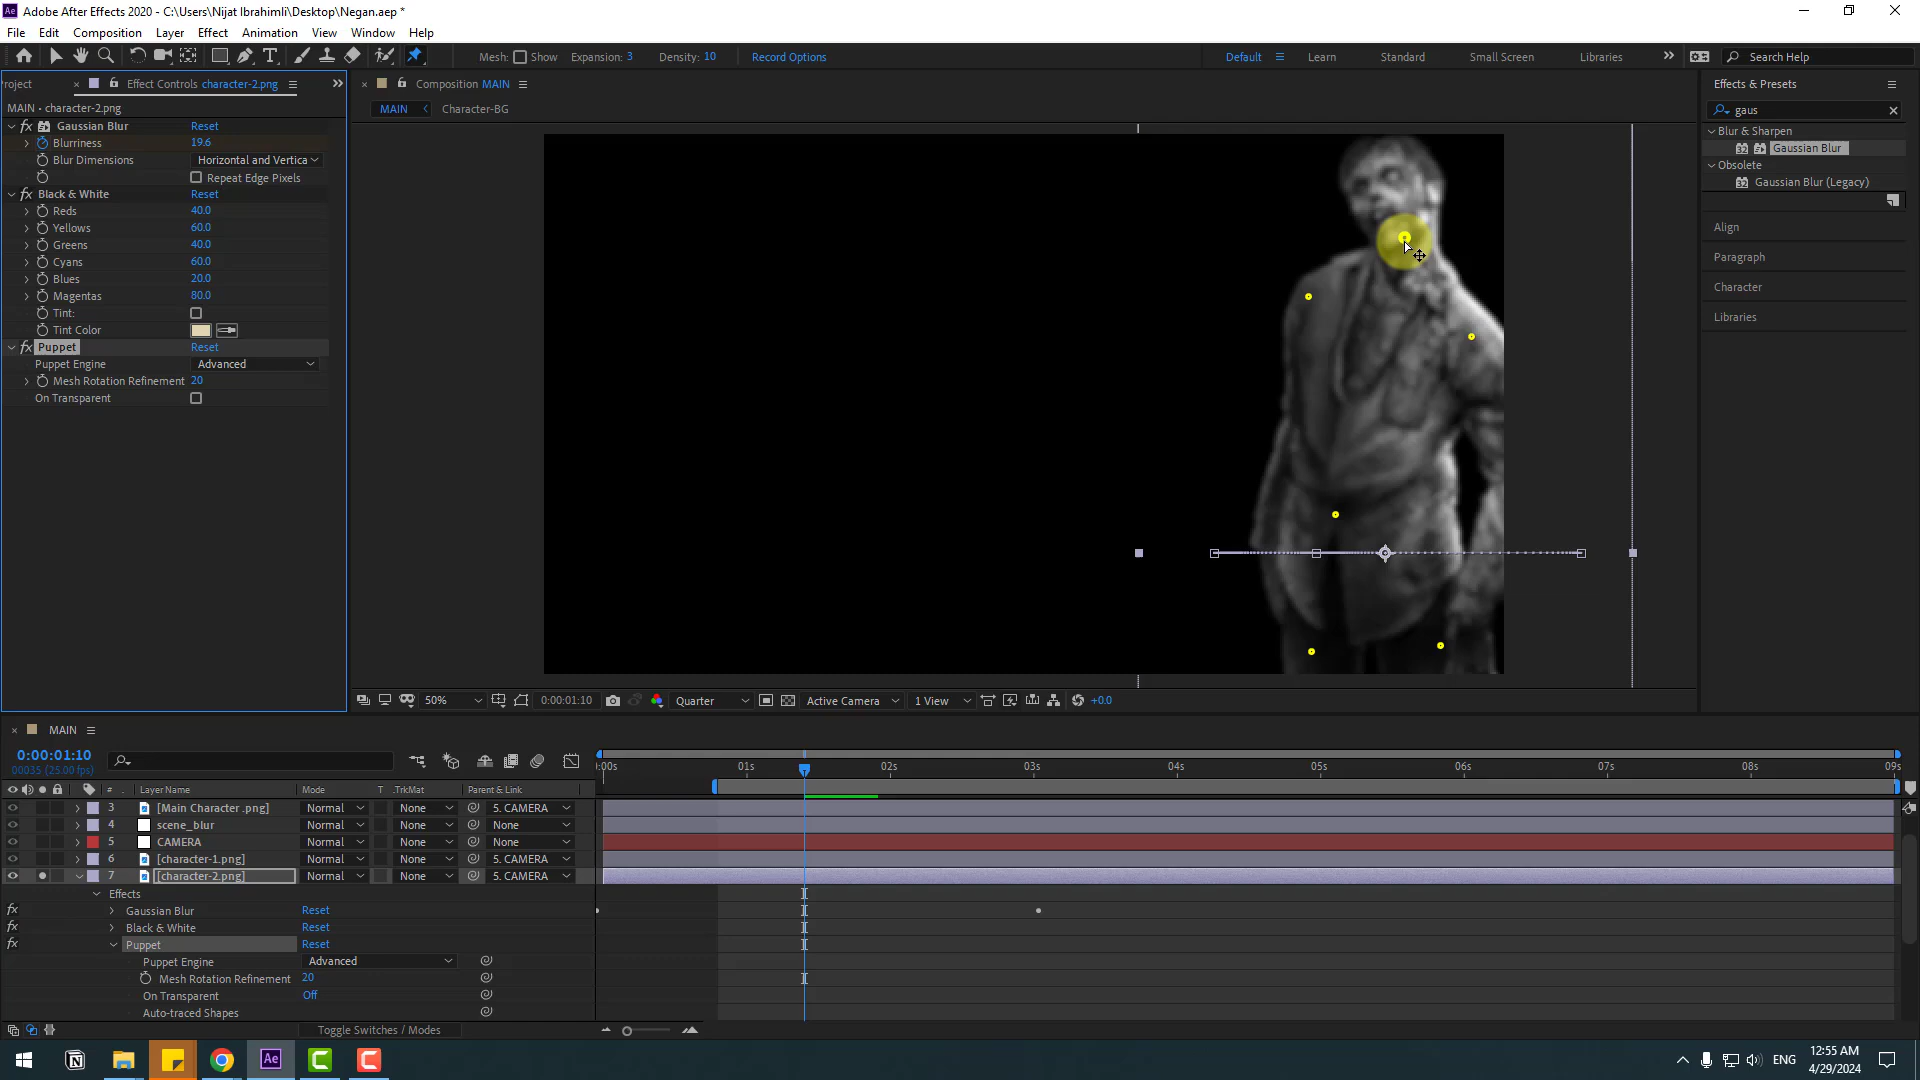 Adobe After Effects 2020 - C:\Users\Nijat Ibrahimli\Desktop\Negan.aep *
File Edit Composition Layer Effect Animation View Window Help
Mesh: Show Expansion: 3 Density: 10 Record Options Default Learn Standard Small Screen Libraries Search Help
roject Effect Controls character-2.png
MAIN • character-2.png
Gaussian Blur Reset
Blurriness 19.6
Blur Dimensions Horizontal and Vertica
Repeat Edge Pixels
Black & White Reset
Reds 40.0
Yellows 60.0
Greens 40.0
Cyans 60.0
Blues 20.0
Magentas 80.0
Tint:
Tint Color
Puppet Reset
Puppet Engine Advanced
Mesh Rotation Refinement 20
On Transparent
Composition MAIN
MAIN Character-BG
50% 0:00:01:10 Quarter Active Camera 1 View +0.0
Effects & Presets
gaus
Blur & Sharpen
32 Gaussian Blur
Obsolete
32 Gaussian Blur (Legacy)
Align
Paragraph
Character
Libraries
MAIN
0:00:01:10
00035 (25.00 fps)
:00s 01s 02s 03s 04s 05s 06s 07s 08s 09s
# Layer Name Mode T .TrkMat Parent & Link
3 [Main Character .png] Normal None 5. CAMERA
4 scene_blur Normal None None
5 CAMERA Normal None None
6 [character-1.png] Normal None 5. CAMERA
7 [character-2.png] Normal None 5. CAMERA
Effects
fx Gaussian Blur Reset
fx Black & White Reset
fx Puppet Reset
Puppet Engine Advanced
Mesh Rotation Refinement 20
On Transparent Off
Auto-traced Shapes
Toggle Switches / Modes
ENG
12:55 AM
4/29/2024